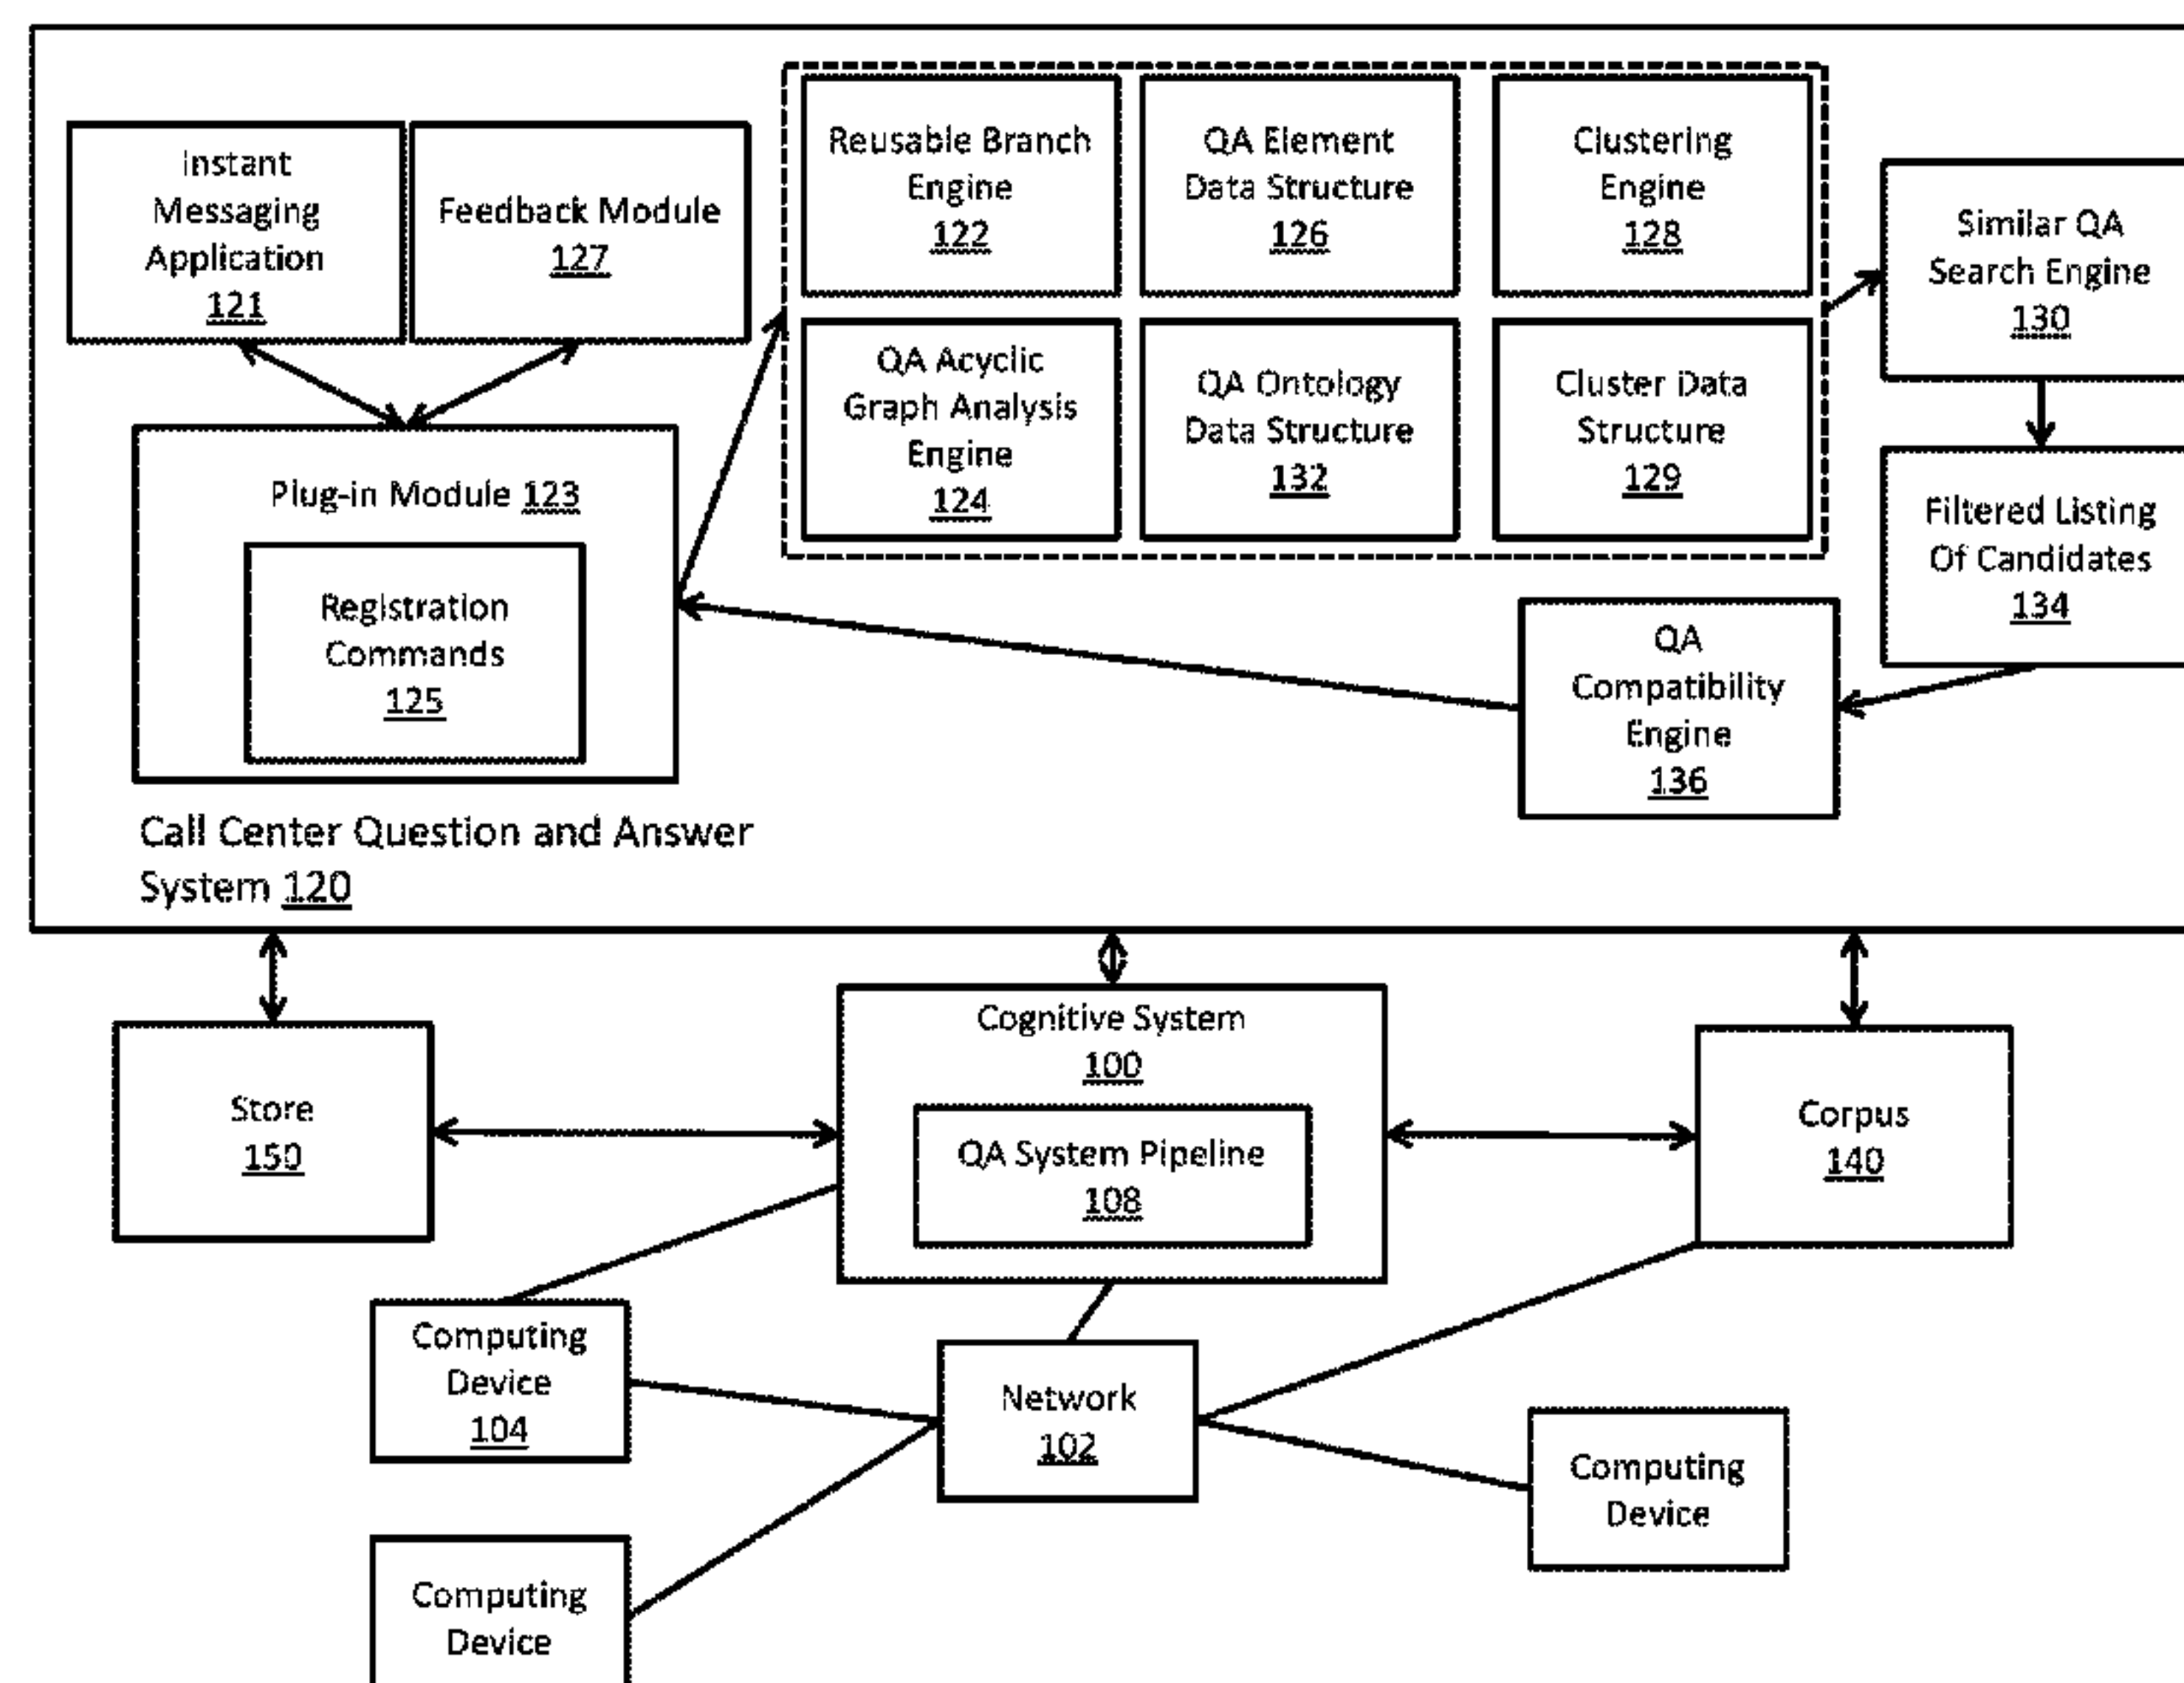 Instant
Messaging
Application
121
Feedback Module
127
Reusable Branch
Engine
122
QA Element
Data Structure
126
Clustering
Engine
128
Similar QA
Search Engine
130
QA Acyclic
Graph Analysis
Engine
124
QA Ontology
Data Structure
132
Cluster Data
Structure
129
Filtered Listing
Of Candidates
134
Plug-in Module 123
Registration
Commands
125
QA
Compatibility
Engine
136
Call Center Question and Answer
System 120
Cognitive System
100
QA System Pipeline
108
Store
150
Corpus
140
Computing
Device
104
Network
102
Computing
Device
Computing
Device